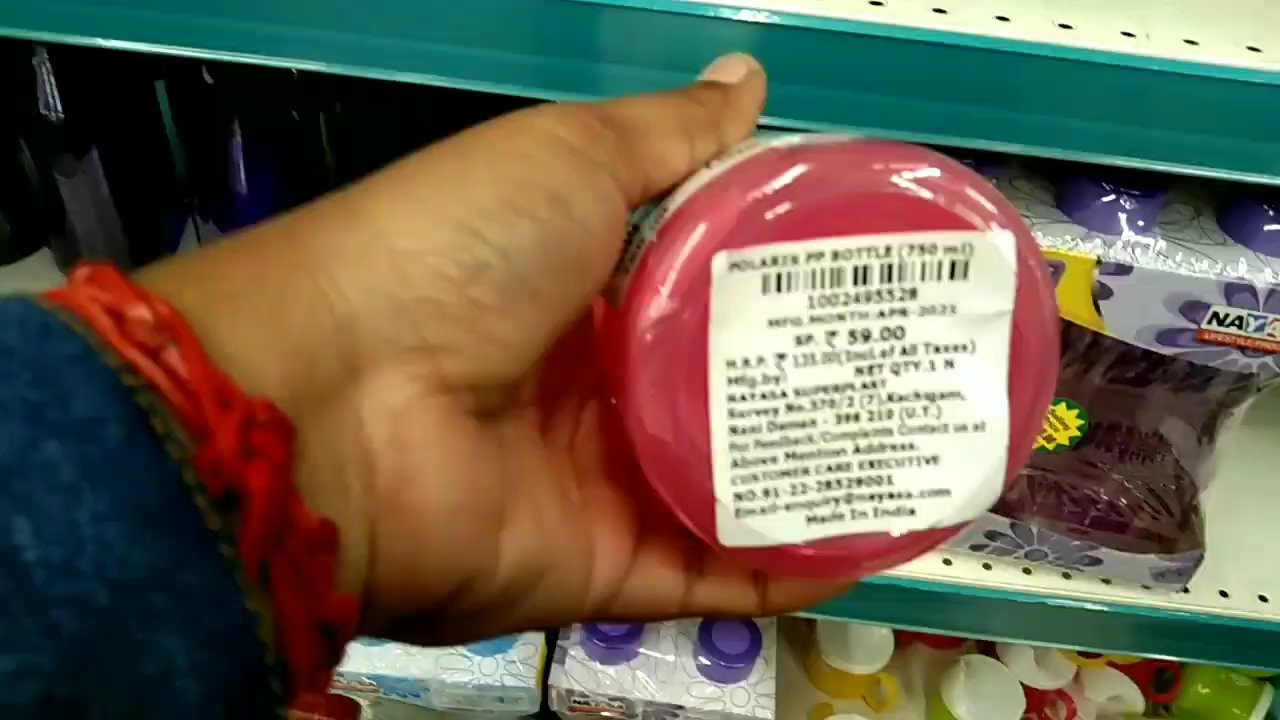 POLARIS PP BOTTLE (750 ml)
1002495528
MFG.MONTH:APR-2021
SP. ₹ 59.00
M.R.P. ₹ 135.00(Incl.of All Taxes)
Mfg.by: NET QTY.1 N
NAYASA SUPERPLAST
Survey No.370/2 (7),Kachigam,
Nani Daman - 396 210 (U.T.)
For Feedback/Complaints Contact us at
Above Mention Address.
CUSTOMER CARE EXECUTIVE
NO.91-22-28529001
Email-enquiry@nayasa.com
Made In India